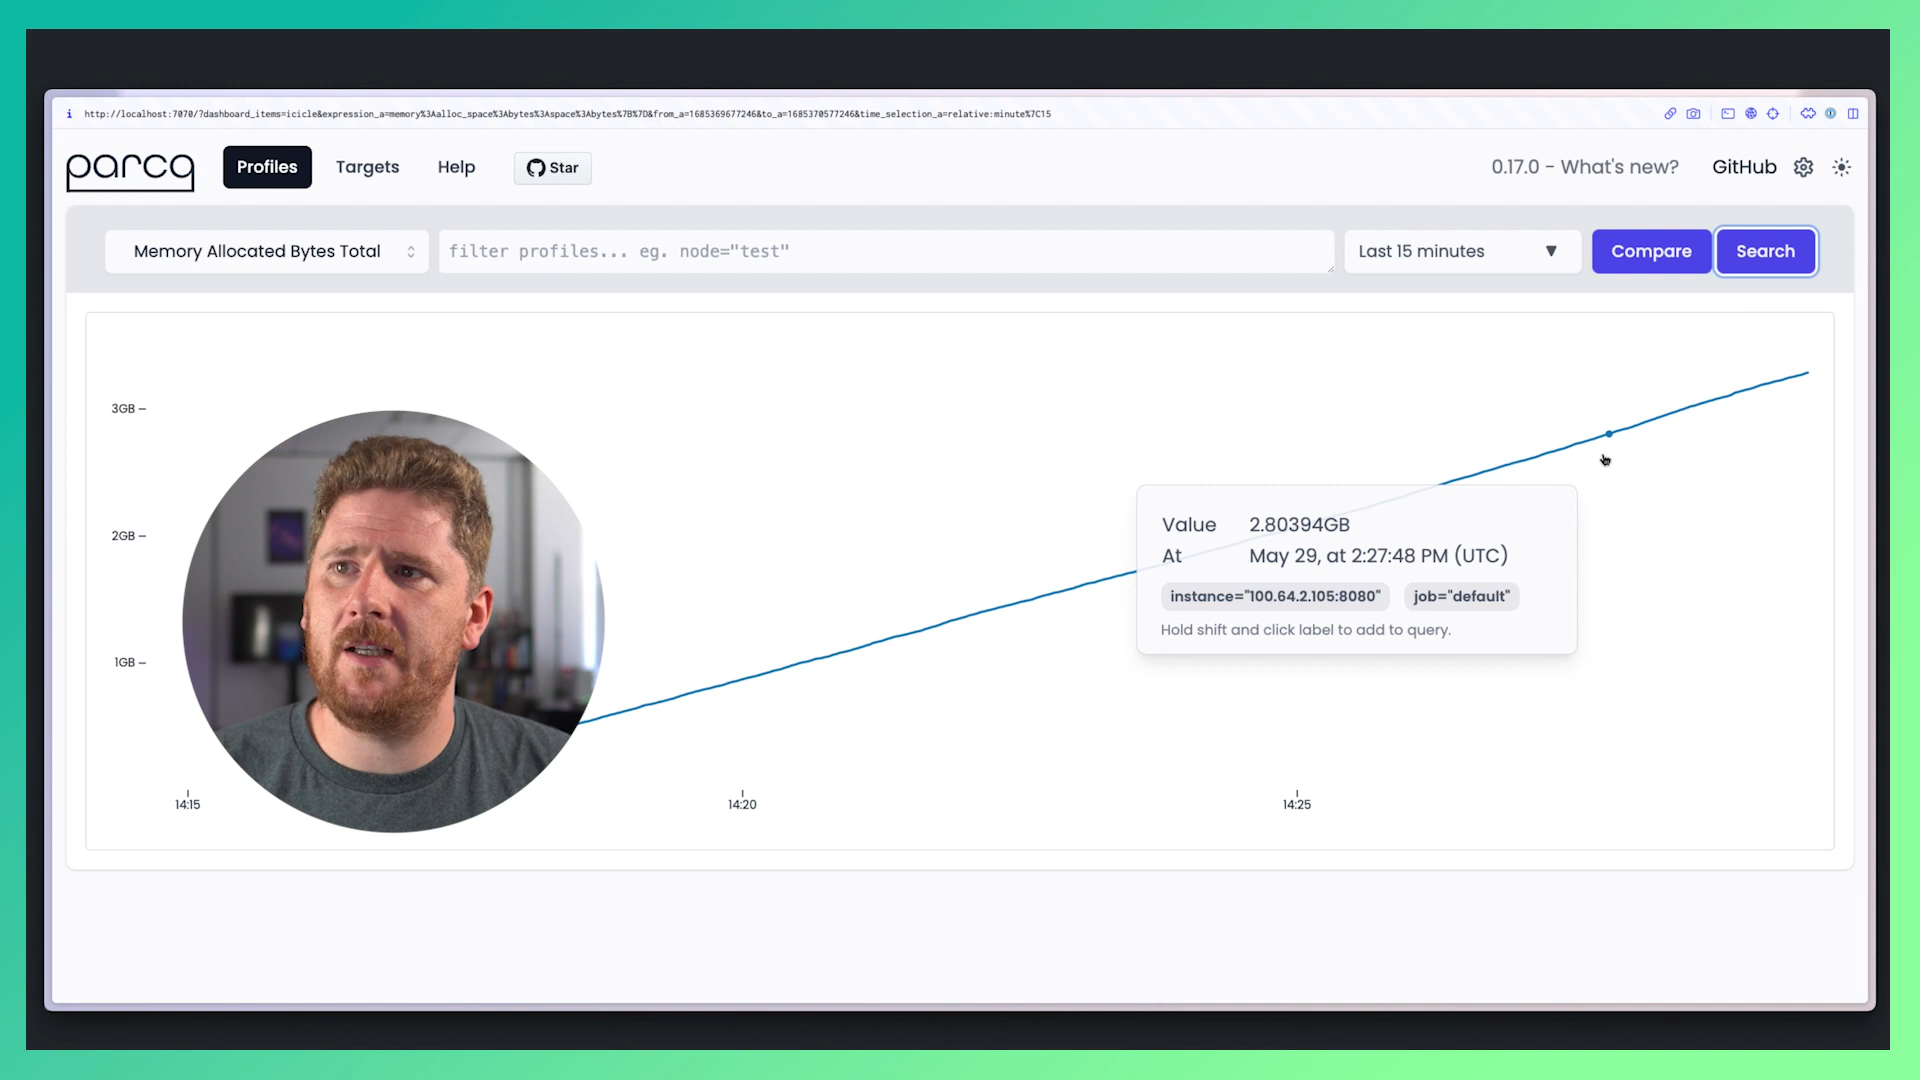 http://localhost:7070/?dashboard_items=icicle&expression_a=memory%3Aalloc_space%3Abytes%3Aspace%3Abytes%7B%7D&from_a=1685369677246&to_a=1685370577246&time_selection_a=relative:minute%7C15
parca Profiles Targets Help Star 0.17.0 - What's new? GitHub
Memory Allocated Bytes Total filter profiles... eg. node="test" Last 15 minutes Compare Search
3GB
2GB
1GB
Value 2.80394GB
At May 29, at 2:27:48 PM (UTC)
instance="100.64.2.105:8080" job="default"
Hold shift and click label to add to query.
14:15 14:20 14:25